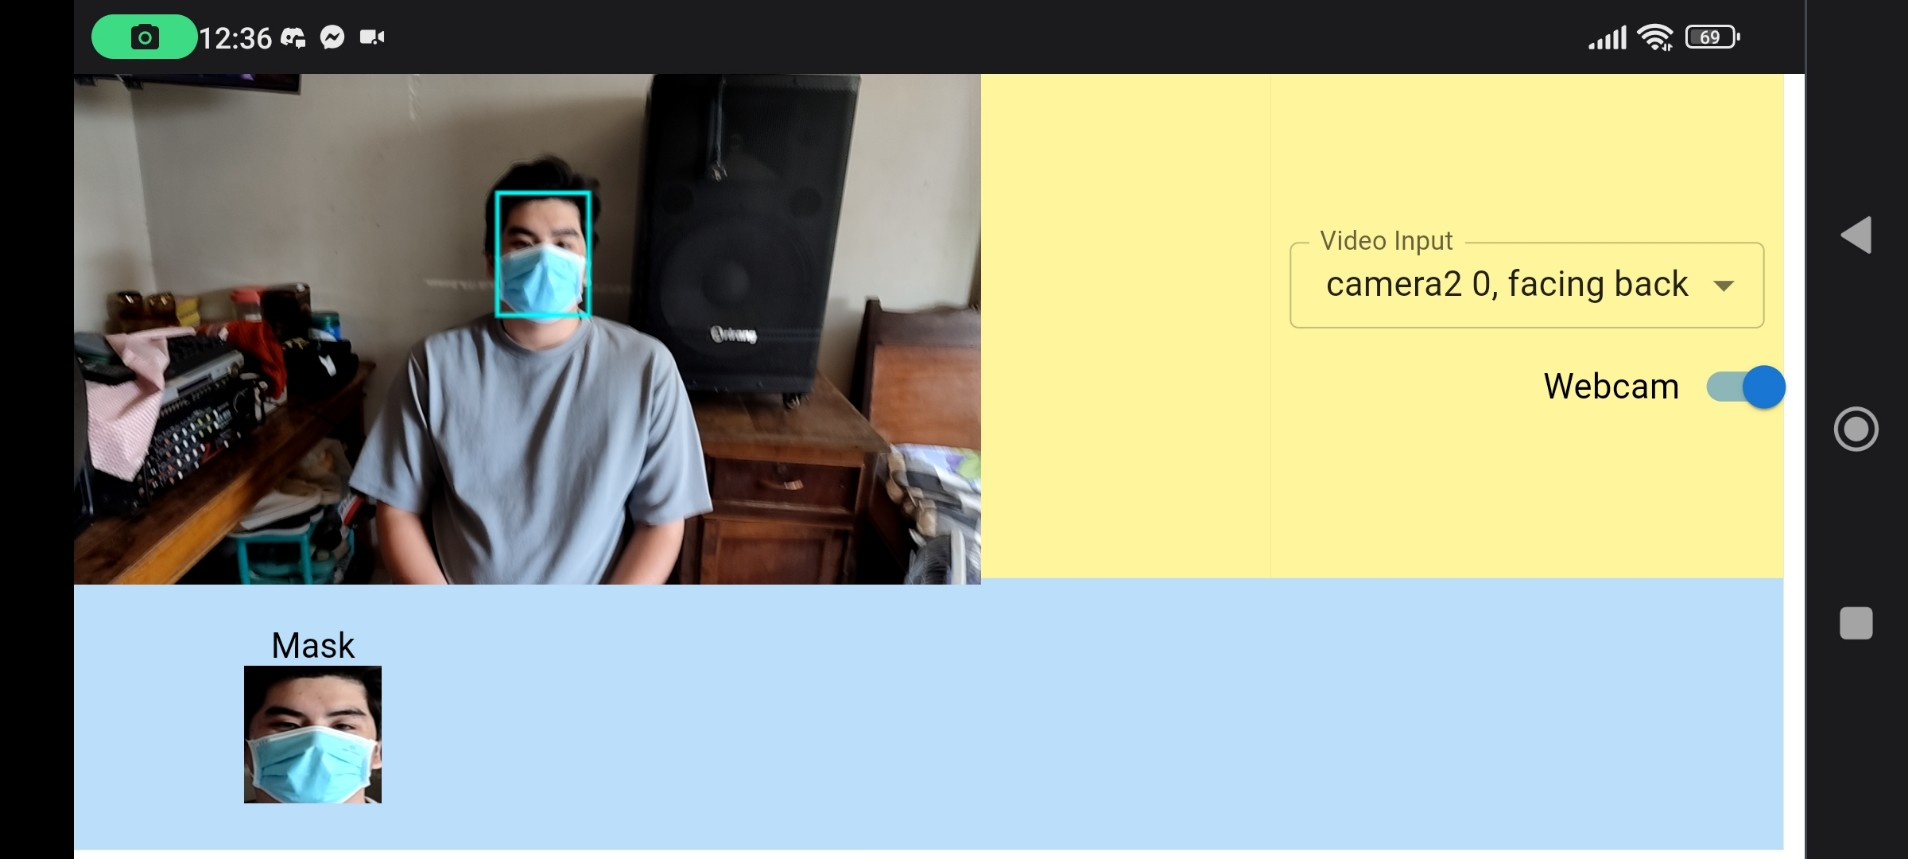 12:36
69
Video Input
camera2 0, facing back
Webcam
Mask